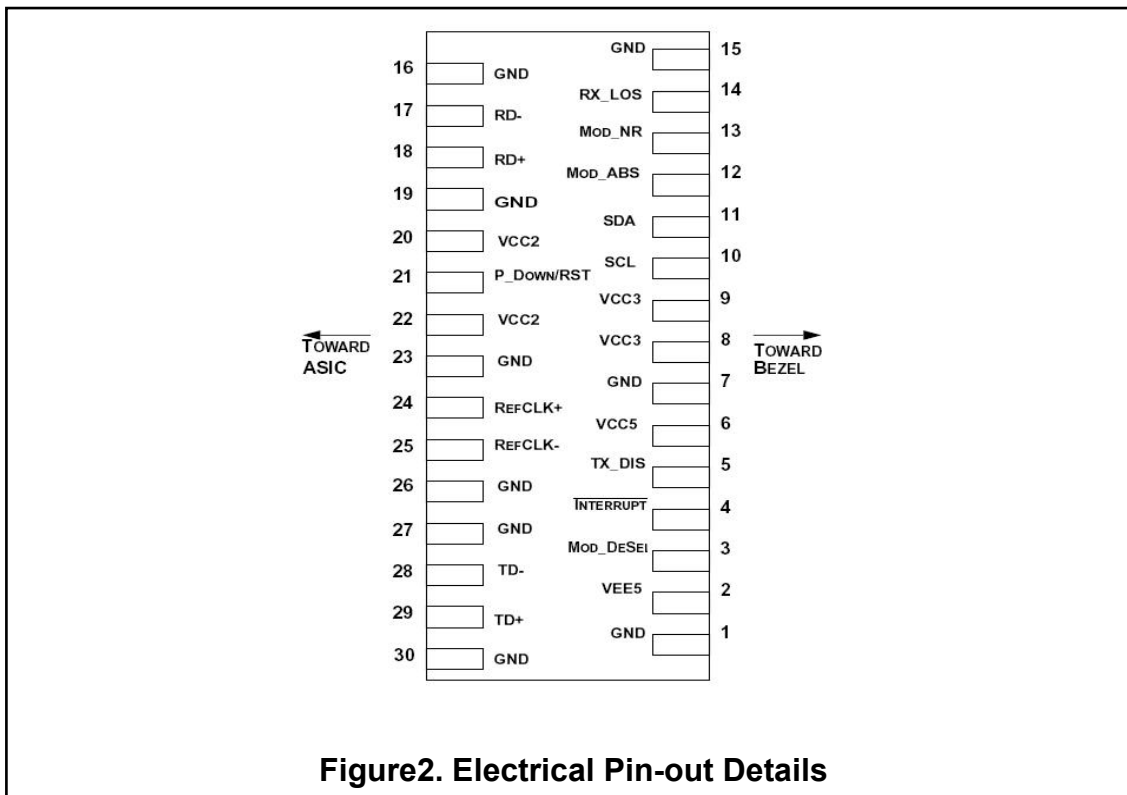 GND 15
16 GND
RX_LOS 14
17 RD-
MOD_NR 13
18 RD+
MOD_ABS 12
19 GND
SDA 11
20 VCC2
SCL 10
21 P_DOWN/RST
VCC3 9
22 VCC2
VCC3 8
TOWARD
ASIC
TOWARD
BEZEL
23 GND
GND 7
24 REFCLK+
VCC5 6
25 REFCLK-
TX_DIS 5
26 GND
INTERRUPT 4
27 GND
MOD_DESEl 3
28 TD-
VEE5 2
29 TD+
GND 1
30 GND
Figure2. Electrical Pin-out Details